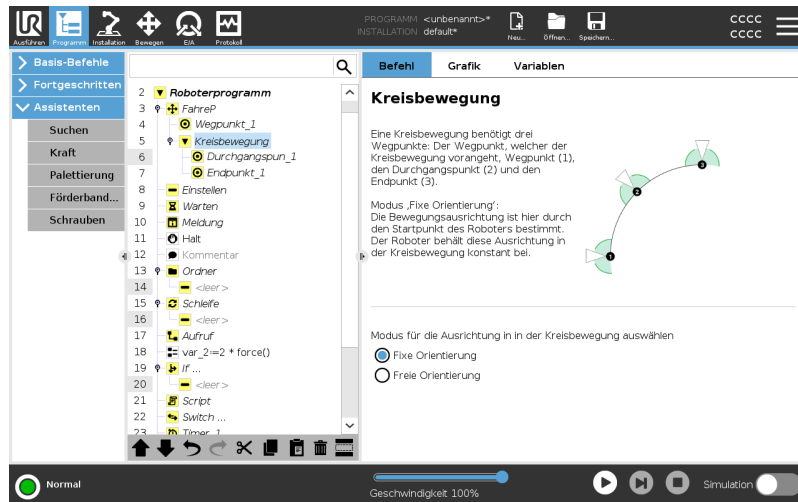 PROGRAMM <unbenannt>*
INSTALLATION default*
CCCC
CCCC
Ausführen
Programm
Installation
Bewegen
E/A
Protokoll
Neu...
Öffnen...
Speichern...
Basis-Befehle
Fortgeschritten
Assistenten
Suchen
Kraft
Palettierung
Förderband...
Schrauben
2 Roboterprogramm
3 FahreP
4 Wegpunkt_1
5 Kreisbewegung
6 Durchgangspun_1
7 Endpunkt_1
8 Einstellen
9 Warten
10 Meldung
11 Halt
12 Kommentar
13 Ordner
14 <leer>
15 Schleife
16 <leer>
17 Aufruf
18 var_2:=2 * force()
19 If ...
20 <leer>
21 Script
22 Switch ...
23 Timer_1
Befehl Grafik Variablen
Kreisbewegung
Eine Kreisbewegung benötigt drei
Wegpunkte: Der Wegpunkt, welcher der
Kreisbewegung vorangeht, Wegpunkt (1),
den Durchgangspunkt (2) und den
Endpunkt (3).
Modus ‚Fixe Orientierung':
Die Bewegungsausrichtung ist hier durch
den Startpunkt des Roboters bestimmt.
Der Roboter behält diese Ausrichtung in
der Kreisbewegung konstant bei.
1
2
3
Modus für die Ausrichtung in in der Kreisbewegung auswählen
Fixe Orientierung
Freie Orientierung
Normal
Geschwindigkeit 100%
Simulation